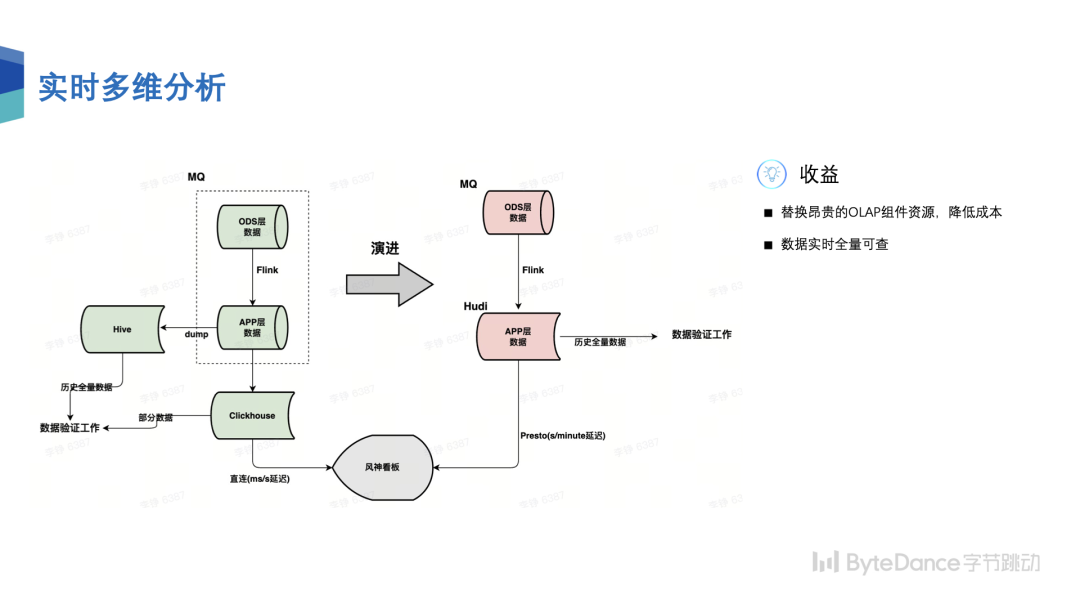 实时多维分析
MQ
ODS层
数据
Flink
APP层
数据
dump
Hive
历史全量数据
数据验证工作
部分数据
Clickhouse
直连(ms/s延迟)
风神看板
演进
MQ
ODS层
数据
Flink
Hudi
APP层
数据
历史全量数据
数据验证工作
Presto(s/minute延迟)
收益
■ 替换昂贵的OLAP组件资源，降低成本
■ 数据实时全量可查
李铮 6387
ByteDance字节跳动